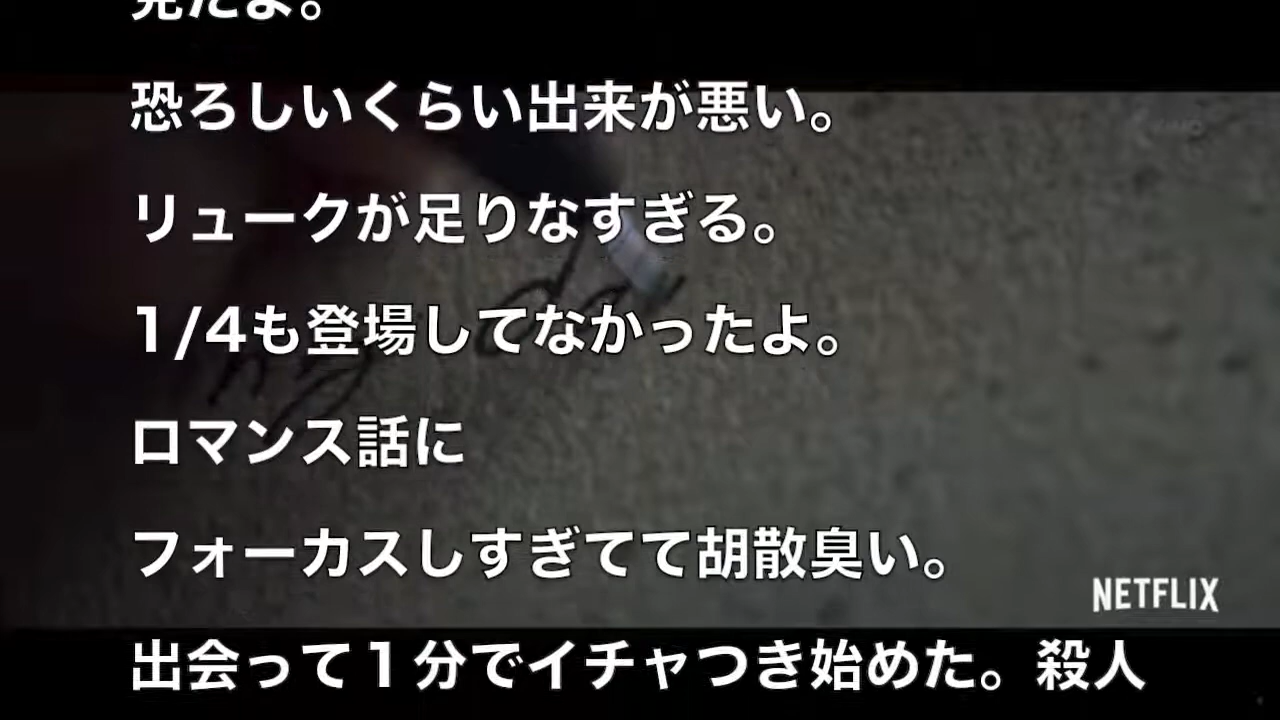 見たよ。
恐ろしいくらい出来が悪い。
リュークが足りなすぎる。
1/4も登場してなかったよ。
ロマンス話に
フォーカスしすぎてて胡散臭い。
NETFLIX
出会って１分でイチャつき始めた。殺人